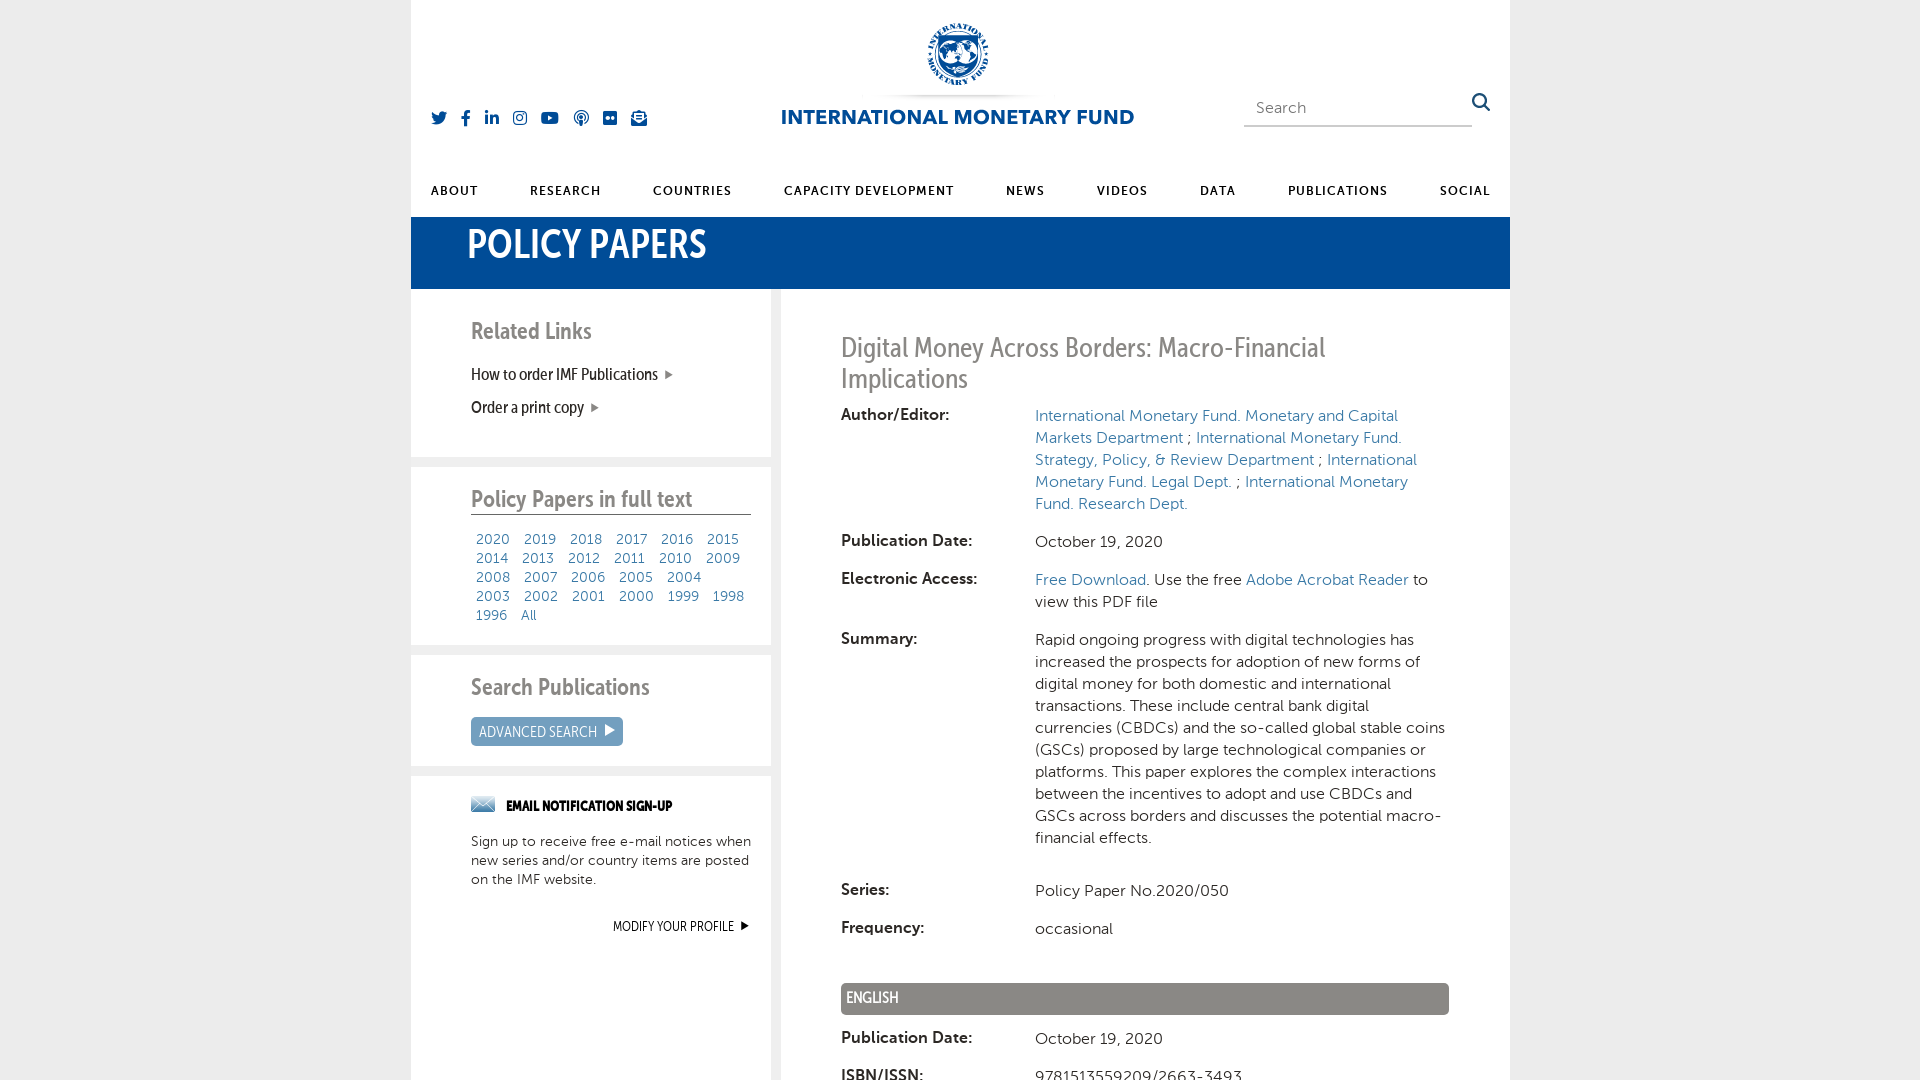 INTERNATIONAL MONETARY FUND
INTERNATIONAL MONETARY FUND
Search
ABOUT RESEARCH COUNTRIES CAPACITY DEVELOPMENT NEWS VIDEOS DATA PUBLICATIONS SOCIAL
POLICY PAPERS
Related Links
How to order IMF Publications
Order a print copy
Policy Papers in full text
2020 2019 2018 2017 2016 2015
2014 2013 2012 2011 2010 2009
2008 2007 2006 2005 2004
2003 2002 2001 2000 1999 1998
1996 All
Search Publications
ADVANCED SEARCH
EMAIL NOTIFICATION SIGN-UP
Sign up to receive free e-mail notices when
new series and/or country items are posted
on the IMF website.
MODIFY YOUR PROFILE
Digital Money Across Borders: Macro-Financial
Implications
Author/Editor: International Monetary Fund. Monetary and Capital
Markets Department ; International Monetary Fund.
Strategy, Policy, & Review Department ; International
Monetary Fund. Legal Dept. ; International Monetary
Fund. Research Dept.
Publication Date: October 19, 2020
Electronic Access: Free Download. Use the free Adobe Acrobat Reader to
view this PDF file
Summary: Rapid ongoing progress with digital technologies has
increased the prospects for adoption of new forms of
digital money for both domestic and international
transactions. These include central bank digital
currencies (CBDCs) and the so-called global stable coins
(GSCs) proposed by large technological companies or
platforms. This paper explores the complex interactions
between the incentives to adopt and use CBDCs and
GSCs across borders and discusses the potential macro-
financial effects.
Series: Policy Paper No.2020/050
Frequency: occasional
ENGLISH
Publication Date: October 19, 2020
ISBN/ISSN: 9781513559209/2663-3493